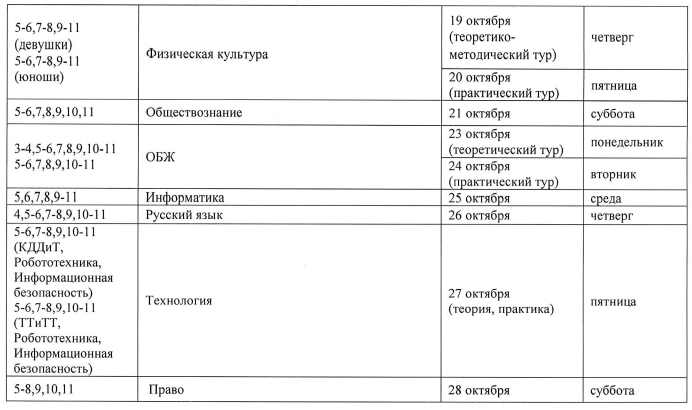 5-6,7-8,9-11
(девушки)
5-6,7-8,9-11
(юноши)
Физическая культура
19 октября
(теоретико-
методический тур)
четверг
20 октября
(практический тур)
пятница
5-6,7,8,9,10,11
Обществознание
21 октября
суббота
3-4,5-6,7,8,9,10-11
5-6,7,8,9,10-11
ОБЖ
23 октября
(теоретический тур)
понедельник
24 октября
(практический тур)
вторник
5,6,7,8,9-11
Информатика
25 октября
среда
4,5-6,7-8,9,10-11
Русский язык
26 октября
четверг
5-6,7-8,9,10-11
(КДДиТ,
Робототехника,
Информационная
безопасность)
5-6,7-8,9,10-11
(ТТиТТ,
Робототехника,
Информационная
безопасность)
Технология
27 октября
(теория, практика)
пятница
5-8,9,10,11
Право
28 октября
суббота